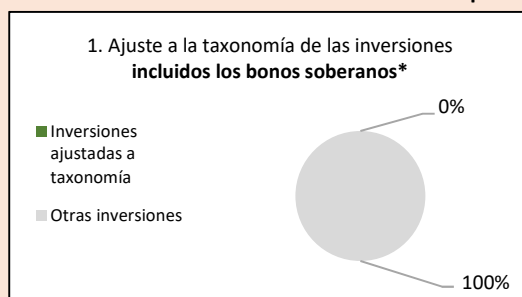 1. Ajuste a la taxonomía de las inversiones
incluidos los bonos soberanos*
0%
Inversiones
ajustadas a
taxonomía
Otras inversiones
100%